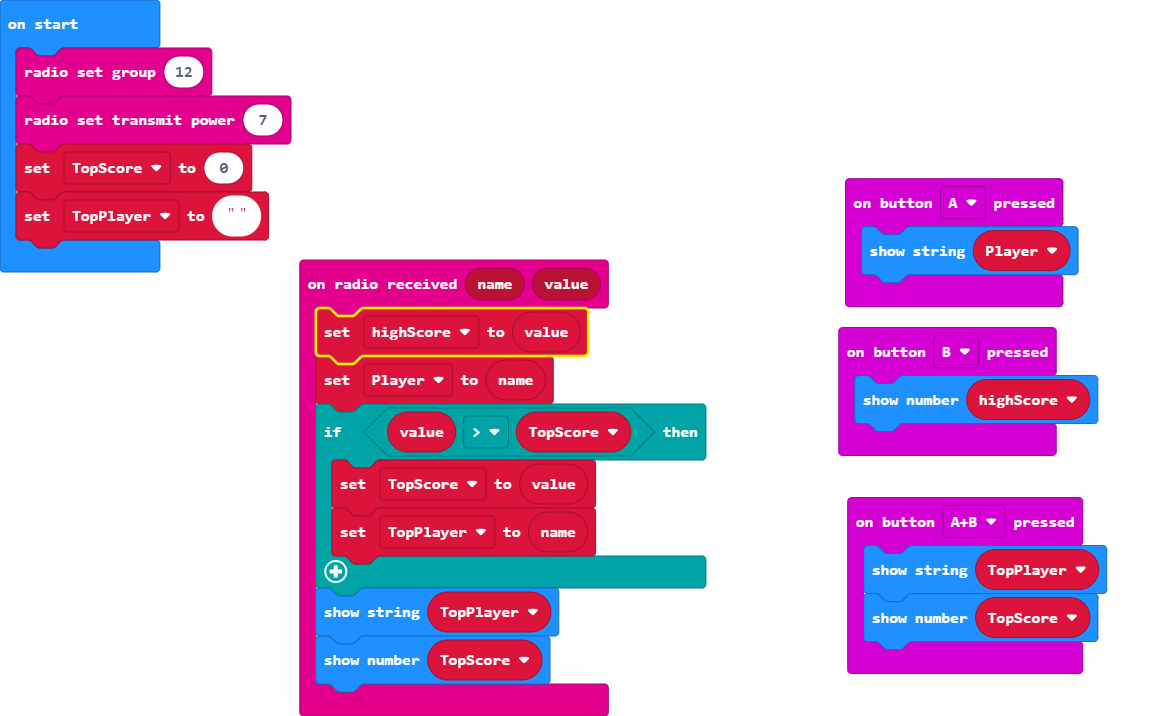 on start
radio set group 12
radio set transmit power 7
set TopScore to 0
set TopPlayer to " "
on radio received name value
set highScore to value
set Player to name
if value > TopScore then
set TopScore to value
set TopPlayer to name
show string TopPlayer
show number TopScore
on button A pressed
show string Player
on button B pressed
show number highScore
on button A+B pressed
show string TopPlayer
show number TopScore